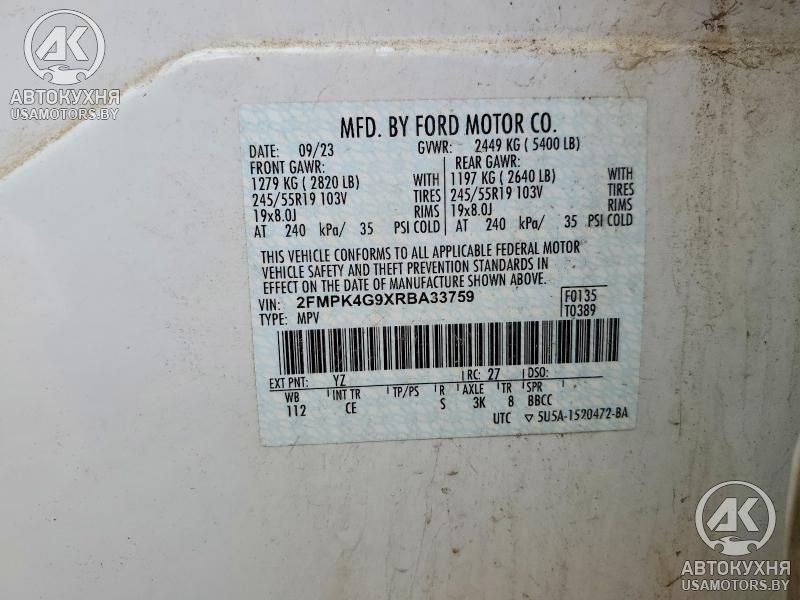 АВТОКУХНЯ
USAMOTORS.BY
MFD. BY FORD MOTOR CO.
DATE: 09/23 GVWR: 2449 KG ( 5400 LB)
FRONT GAWR: REAR GAWR:
1279 KG ( 2820 LB) WITH 1197 KG ( 2640 LB) WITH
245/55R19 103V TIRES 245/55R19 103V TIRES
19x8.0J RIMS 19x8.0J RIMS
AT 240 kPa/ 35 PSI COLD AT 240 kPa/ 35 PSI COLD
THIS VEHICLE CONFORMS TO ALL APPLICABLE FEDERAL MOTOR
VEHICLE SAFETY AND THEFT PREVENTION STANDARDS IN
EFFECT ON THE DATE OF MANUFACTURE SHOWN ABOVE.
VIN: 2FMPK4G9XRBA33759 F0135
TYPE: MPV T0389
EXT PNT: YZ RC: 27 DSO:
WB INT TR TP/PS R AXLE TR SPR
112 CE S 3K 8 BBCC
UTC ▽ 5U5A-1520472-BA
АВТОКУХНЯ
USAMOTORS.BY